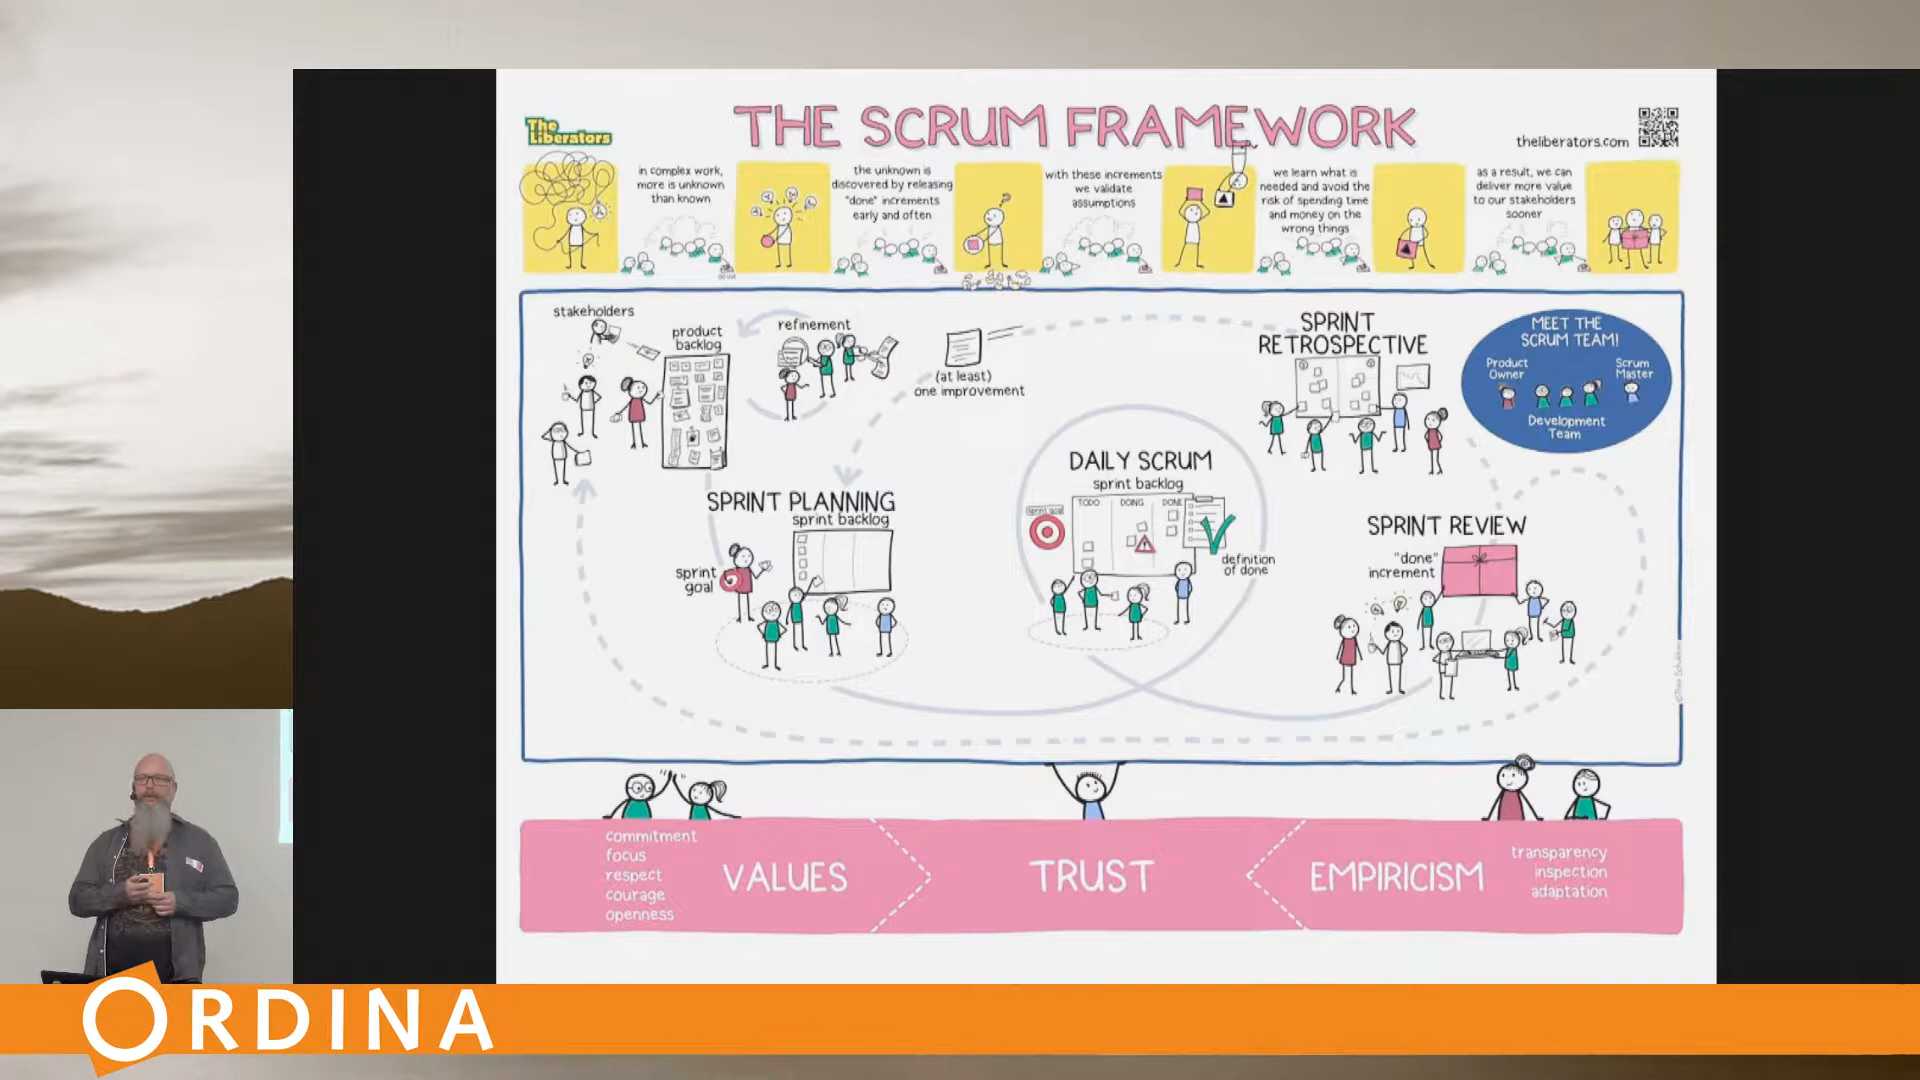 The
Liberators
THE SCRUM FRAMEWORK
theliberators.com
in complex work,
more is unknown
than known
the unknown is
discovered by releasing
"done" increments
early and often
with these increments
we validate
assumptions
we learn what is
needed and avoid the
risk of spending time
and money on the
wrong things
as a result, we can
deliver more value
to our stakeholders
sooner
stakeholders
product
backlog
refinement
(at least)
one improvement
SPRINT
RETROSPECTIVE
MEET THE
SCRUM TEAM!
Product
Owner
Scrum
Master
Development
Team
SPRINT PLANNING
sprint backlog
sprint
goal
DAILY SCRUM
sprint backlog
sprint goal
TODO
DOING
DONE
definition
of done
SPRINT REVIEW
"done"
increment
commitment
focus
respect
courage
openness
VALUES
TRUST
EMPIRICISM
transparency
inspection
adaptation
ORDINA